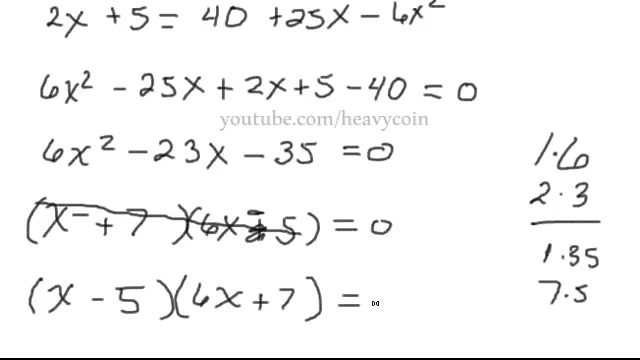 2x + 5 = 40 + 25x - 6x²
6x² - 25x + 2x + 5 - 40 = 0
youtube.com/heavycoin
6x² - 23x - 35 = 0
1·6
2·3
(x + 7)(6x - 5) = 0
1·35
(x - 5)(6x + 7) =
7·5